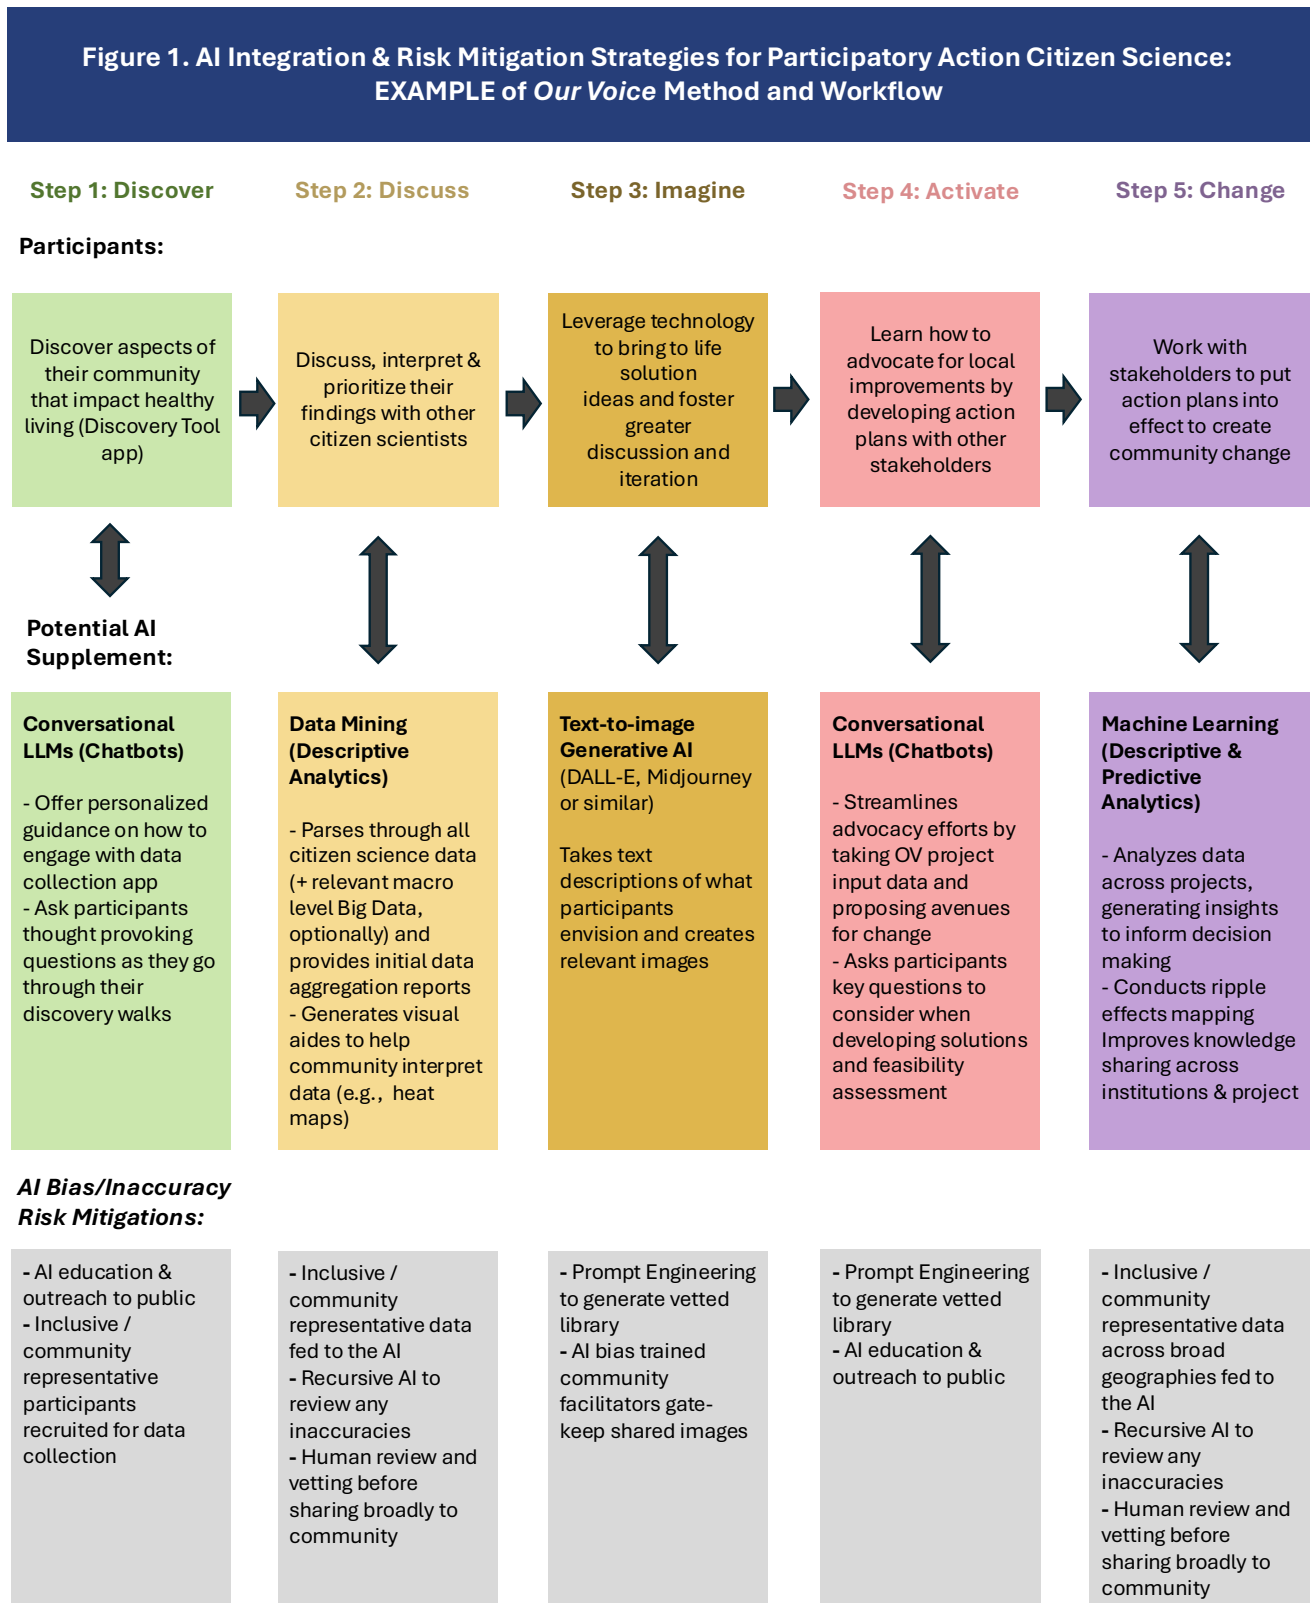 Figure 1. AI Integration & Risk Mitigation Strategies for Participatory Action Citizen Science:
EXAMPLE of Our Voice Method and Workflow
Step 1: Discover
Step 2: Discuss
Step 3: Imagine
Step 4: Activate
Step 5: Change
Participants:
Discover aspects of
their community
that impact healthy
living (Discovery Tool
app)
Discuss, interpret &
prioritize their
findings with other
citizen scientists
Leverage technology
to bring to life
solution
ideas and foster
greater
discussion and
iteration
Learn how to
advocate for local
improvements by
developing action
plans with other
stakeholders
Work with
stakeholders to put
action plans into
effect to create
community change
Potential AI
Supplement:
Conversational
LLMs (Chatbots)
- Offer personalized
guidance on how to
engage with data
collection app
- Ask participants
thought provoking
questions as they go
through their
discovery walks
Data Mining
(Descriptive
Analytics)
- Parses through all
citizen science data
(+ relevant macro
level Big Data,
optionally) and
provides initial data
aggregation reports
- Generates visual
aides to help
community interpret
data (e.g., heat
maps)
Text-to-image
Generative AI
(DALL-E, Midjourney
or similar)
Takes text
descriptions of what
participants
envision and creates
relevant images
Conversational
LLMs (Chatbots)
- Streamlines
advocacy efforts by
taking OV project
input data and
proposing avenues
for change
- Asks participants
key questions to
consider when
developing solutions
and feasibility
assessment
Machine Learning
(Descriptive &
Predictive
Analytics)
- Analyzes data
across projects,
generating insights
to inform decision
making
- Conducts ripple
effects mapping
Improves knowledge
sharing across
institutions & project
AI Bias/Inaccuracy
Risk Mitigations:
- AI education &
outreach to public
- Inclusive /
community
representative
participants
recruited for data
collection
- Inclusive /
community
representative data
fed to the AI
- Recursive AI to
review any
inaccuracies
- Human review and
vetting before
sharing broadly to
community
- Prompt Engineering
to generate vetted
library
- AI bias trained
community
facilitators gate-
keep shared images
- Prompt Engineering
to generate vetted
library
- AI education &
outreach to public
- Inclusive /
community
representative data
across broad
geographies fed to
the AI
- Recursive AI to
review any
inaccuracies
- Human review and
vetting before
sharing broadly to
community